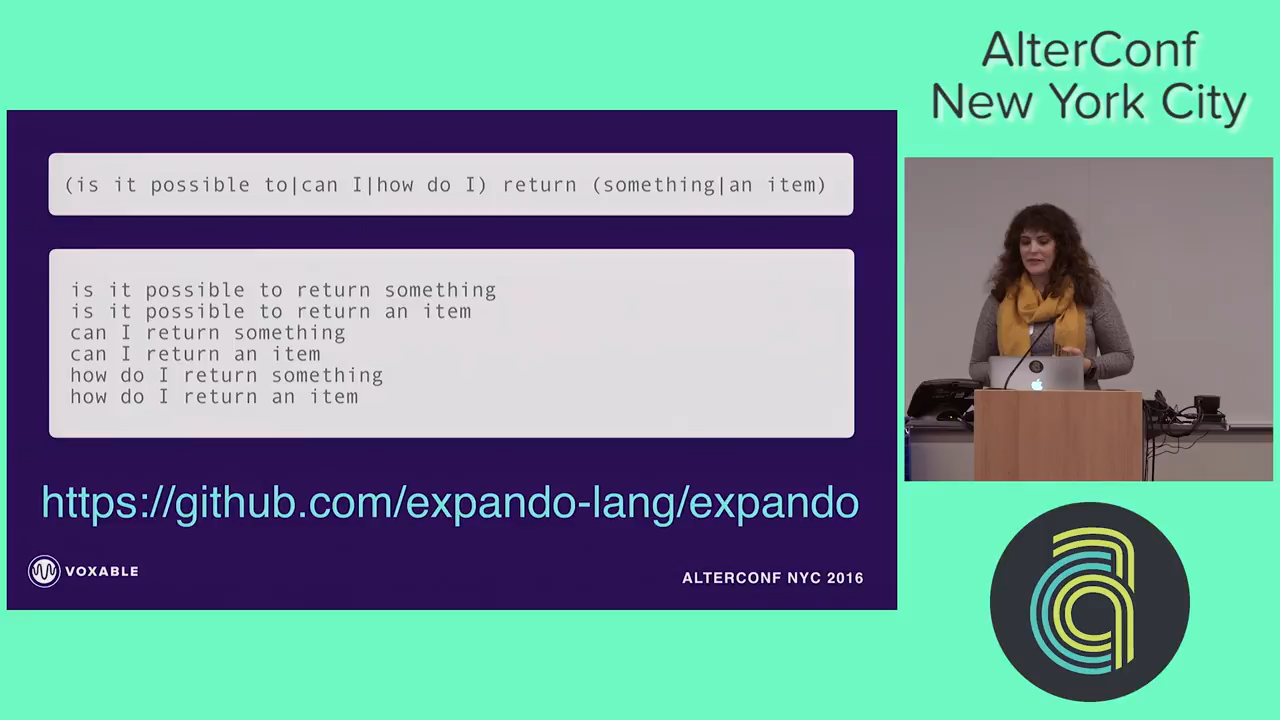 AlterConf
New York City
(is it possible to|can I|how do I) return (something|an item)
is it possible to return something
is it possible to return an item
can I return something
can I return an item
how do I return something
how do I return an item
https://github.com/expando-lang/expando
VOXABLE
ALTERCONF NYC 2016